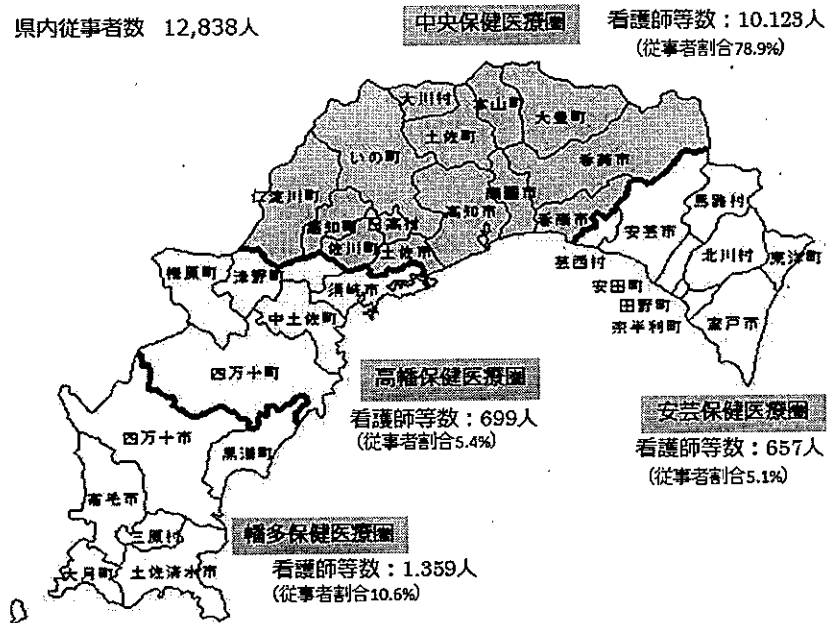 県内従事者数 12,838人
中央保健医療圏
看護師等数：10.123人
(従事者割合78.9%)
大川村
本山町
大豊町
土佐町
いの町
香美市
仁淀川町
南国市
高知市
香南市
日高村
佐川町
土佐市
馬路村
安芸市
北川村
東洋町
芸西村
安田町
田野町
奈半利町
室戸市
梼原町
津野町
須崎市
中土佐町
四万十町
高幡保健医療圏
看護師等数：699人
(従事者割合5.4%)
安芸保健医療圏
看護師等数：657人
(従事者割合5.1%)
四万十市
黒潮町
三原村
大月町
土佐清水市
幡多保健医療圏
看護師等数：1.359人
(従事者割合10.6%)